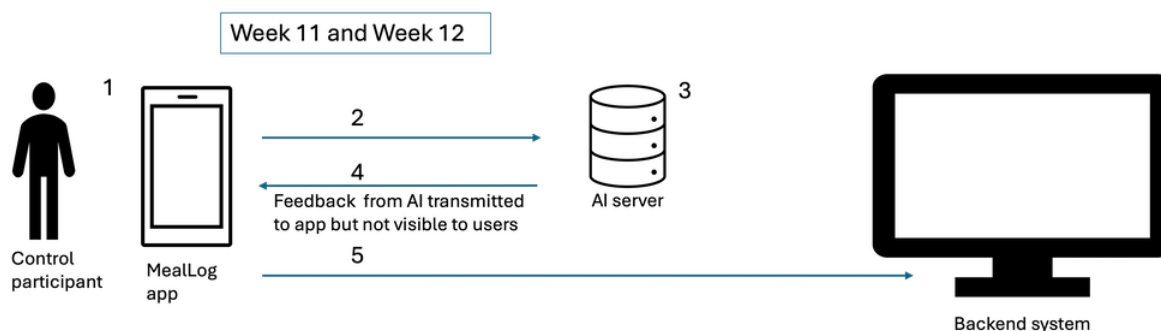 Week 11 and Week 12
1
2
3
4
Feedback from AI transmitted
to app but not visible to users
AI server
5
Control
participant
MealLog
app
Backend system